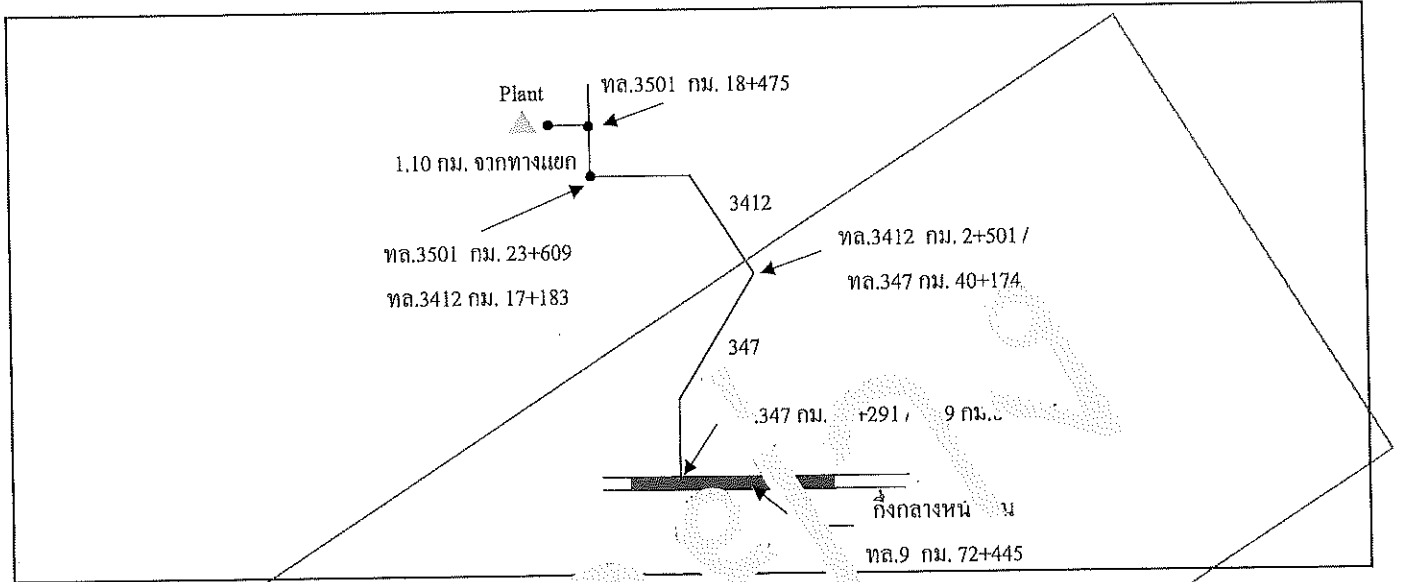 Plant
ทล.3501 กม. 18+475
1.10 กม. จากทางแยก
3412
ทล.3501 กม. 23+609
ทล.3412 กม. 17+183
ทล.3412 กม. 2+501 /
ทล.347 กม. 40+174
347
.347 กม. +291 / 9 กม.
กึ่งกลาง
ทล.9 กม. 72+445